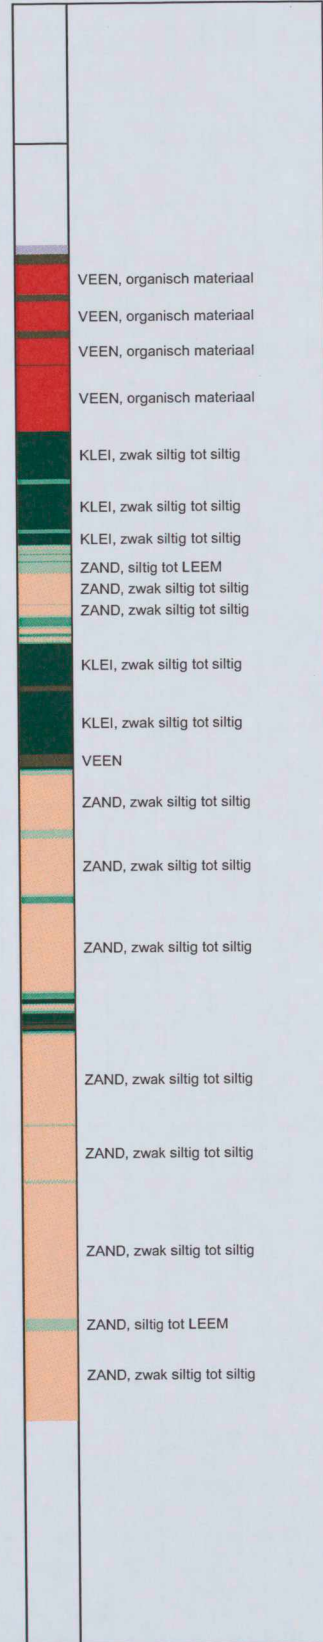 VEEN, organisch materiaal
VEEN, organisch materiaal
VEEN, organisch materiaal
VEEN, organisch materiaal
KLEI, zwak siltig tot siltig
KLEI, zwak siltig tot siltig
KLEI, zwak siltig tot siltig
ZAND, siltig tot LEEM
ZAND, zwak siltig tot siltig
ZAND, zwak siltig tot siltig
KLEI, zwak siltig tot siltig
KLEI, zwak siltig tot siltig
VEEN
ZAND, zwak siltig tot siltig
ZAND, zwak siltig tot siltig
ZAND, zwak siltig tot siltig
ZAND, zwak siltig tot siltig
ZAND, zwak siltig tot siltig
ZAND, zwak siltig tot siltig
ZAND, siltig tot LEEM
ZAND, zwak siltig tot siltig